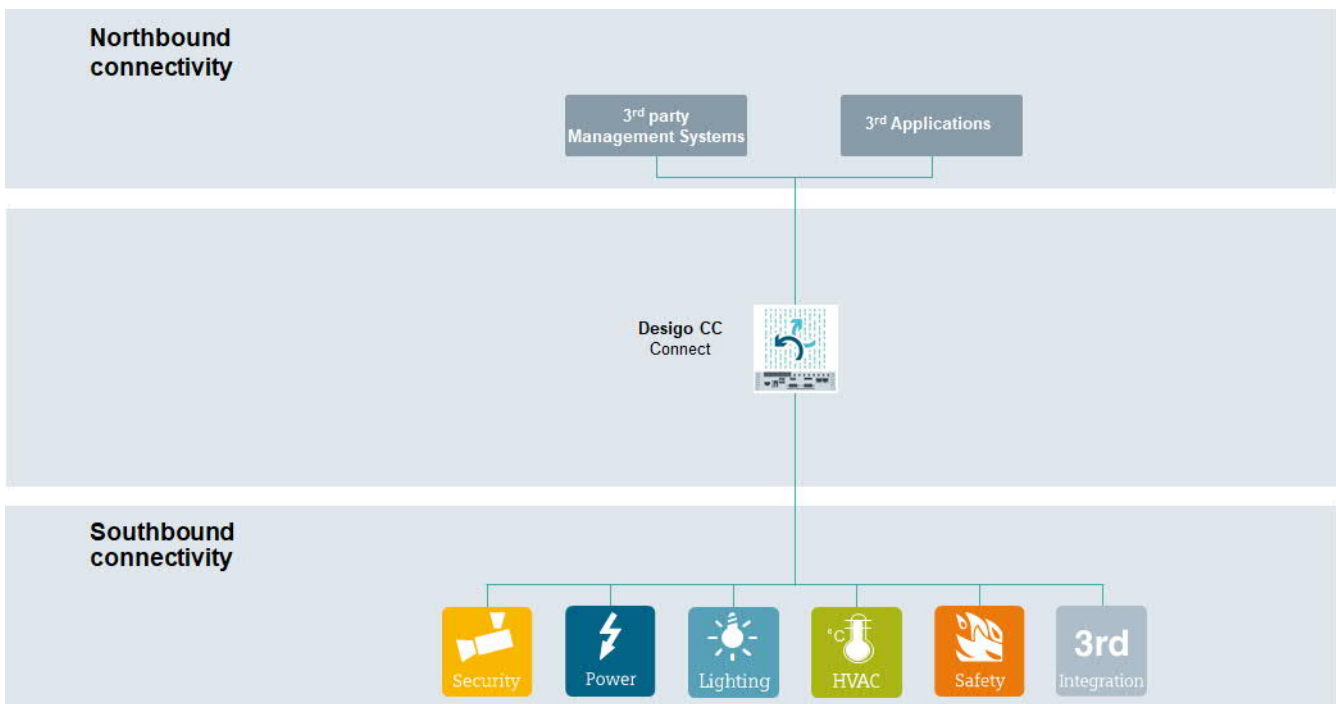 Northbound
connectivity
3rd party
Management Systems
3rd Applications
Desigo CC
Connect
Southbound
connectivity
Security
Power
Lighting
°C
HVAC
Safety
3rd
Integration